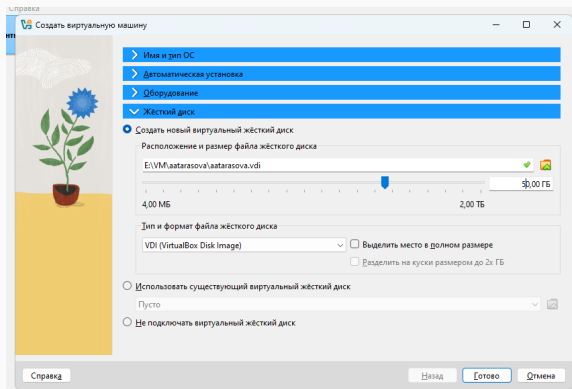 Справка
Создать виртуальную машину
Имя и тип ОС
Автоматическая установка
Оборудование
Жёсткий диск
Создать новый виртуальный жёсткий диск
Расположение и размер файла жёсткого диска
E:\VM\aatarasova\aatarasova.vdi
50,00 ГБ
4,00 МБ 2,00 ТБ
Тип и формат файла жёсткого диска
VDI (VirtualBox Disk Image) Выделить место в полном размере
Разделить на куски размером до 2х ГБ
Использовать существующий виртуальный жёсткий диск
Пусто
Не подключать виртуальный жёсткий диск
Справка Назад Готово Отмена